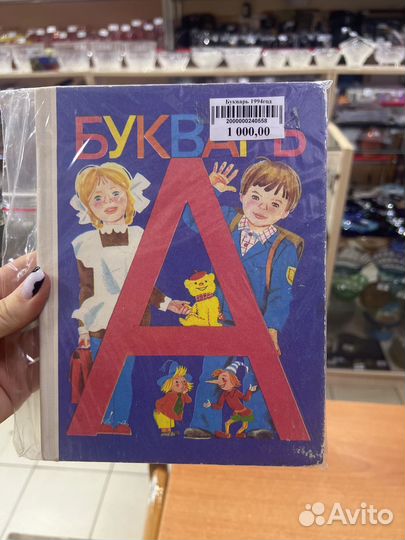 Букварь 1994год
2000000240558
1 000,00
БУКВАРЬ
А
Avito